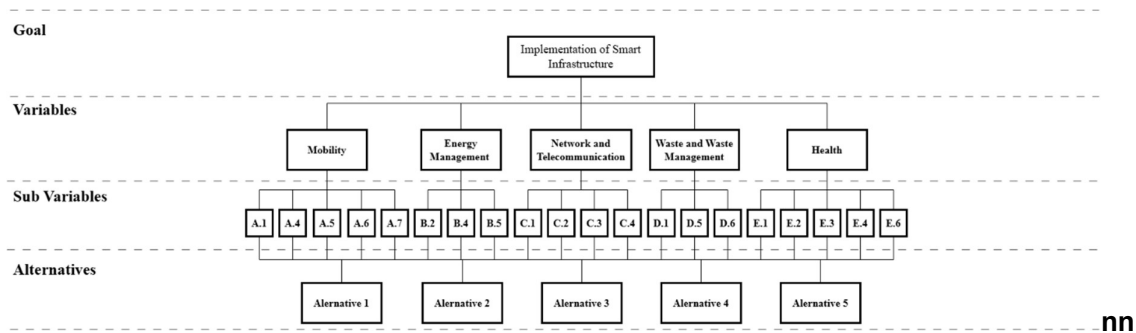 Goal
Implementation of Smart
Infrastructure
Variables
Mobility
Energy
Management
Network and
Telecommunication
Waste and Waste
Management
Health
Sub Variables
A.1 A.4 A.5 A.6 A.7 B.2 B.4 B.5 C.1 C.2 C.3 C.4 D.1 D.5 D.6 E.1 E.2 E.3 E.4 E.6
Alternatives
Alernative 1 Alernative 2 Alernative 3 Alernative 4 Alernative 5
nn